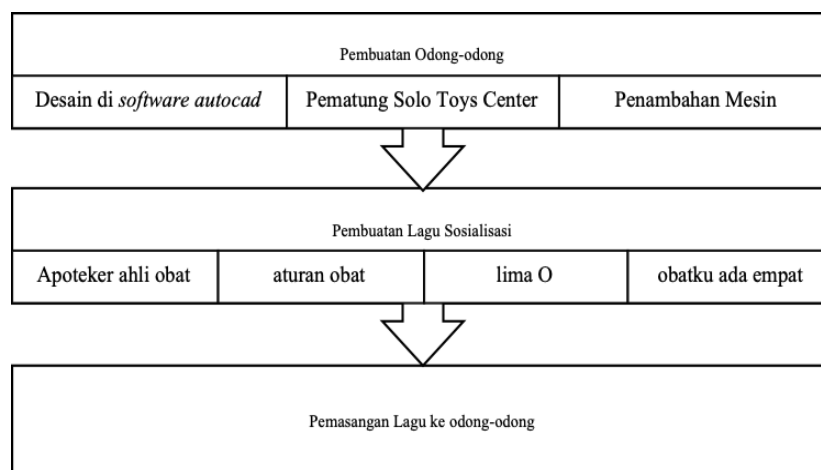 Pembuatan Odong-odong
Desain di software autocad
Pematung Solo Toys Center
Penambahan Mesin
Pembuatan Lagu Sosialisasi
Apoteker ahli obat
aturan obat
lima O
obatku ada empat
Pemasangan Lagu ke odong-odong